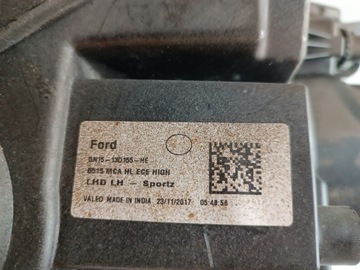 Ford
GN15-13D155-HE
B515 MCA HL ECE HIGH
LHD LH - Sportz
VALEO MADE IN INDIA 23/11/2017 05:48:56